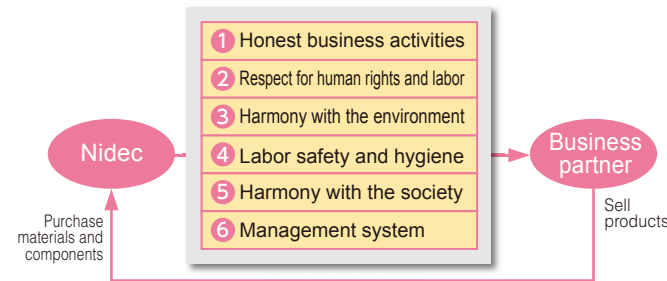 1 Honest business activities
2 Respect for human rights and labor
3 Harmony with the environment
4 Labor safety and hygiene
5 Harmony with the society
6 Management system
Nidec
Business
partner
Purchase
materials and
components
Sell
products